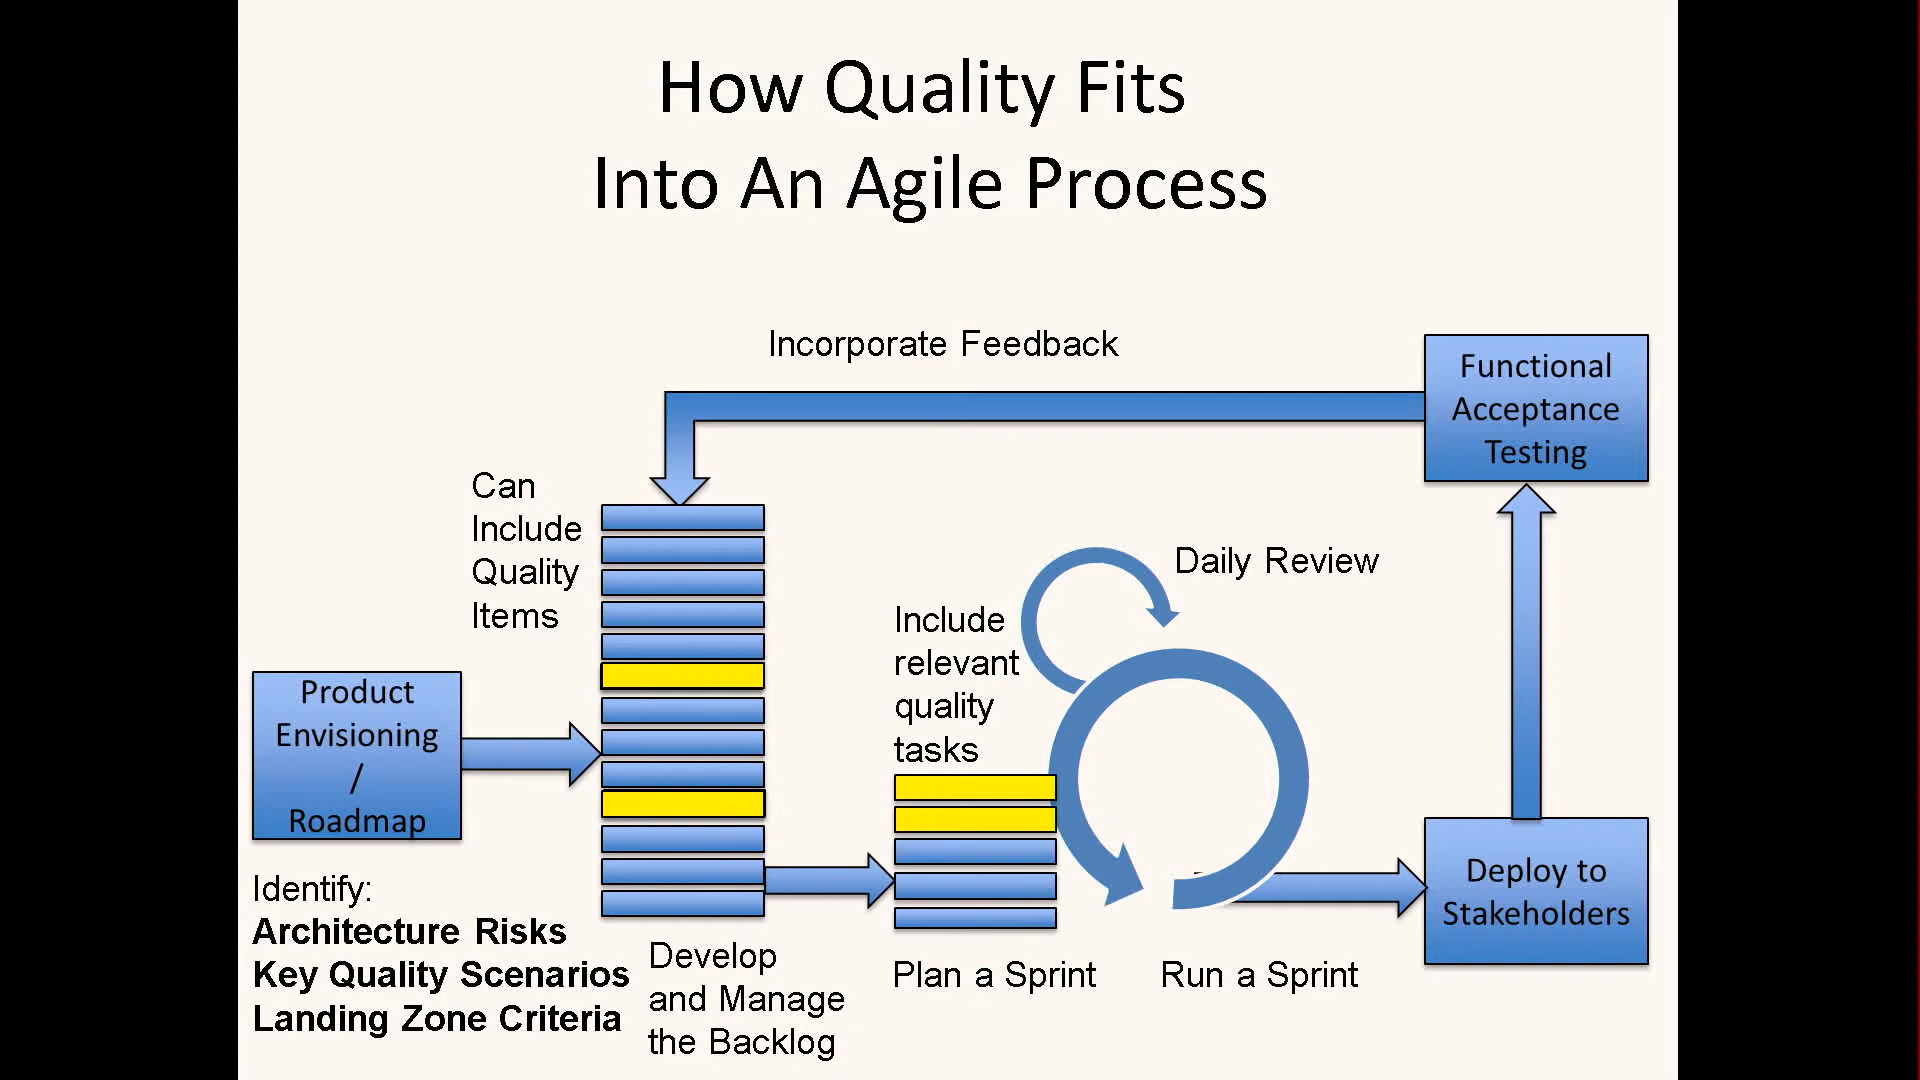 How Quality Fits
Into An Agile Process
Incorporate Feedback
Functional
Acceptance
Testing
Can
Include
Quality
Items
Daily Review
Include
relevant
quality
tasks
Product
Envisioning
/
Roadmap
Deploy to
Stakeholders
Identify:
Architecture Risks
Key Quality Scenarios
Landing Zone Criteria
Develop
and Manage
the Backlog
Plan a Sprint
Run a Sprint